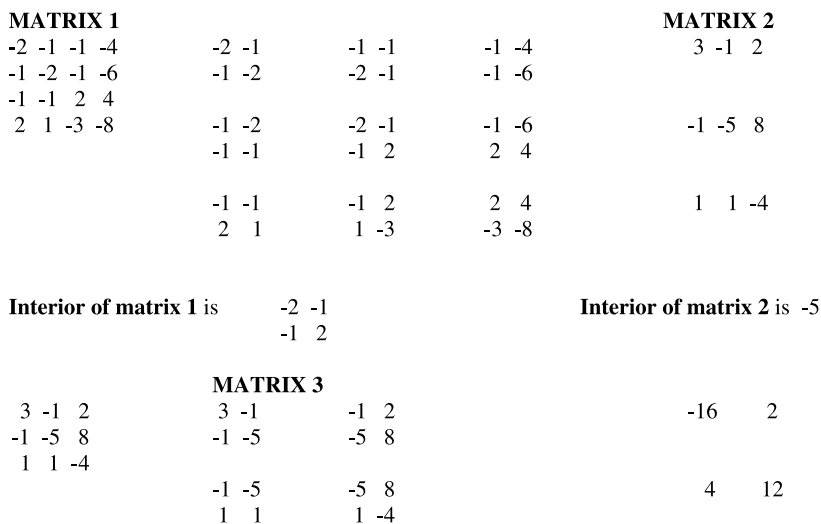 MATRIX 1 MATRIX 2
-2 -1 -1 -4 -2 -1 -1 -1 -1 -4 3 -1 2
-1 -2 -1 -6 -1 -2 -2 -1 -1 -6
-1 -1 2 4
2 1 -3 -8 -1 -2 -2 -1 -1 -6 -1 -5 8
-1 -1 -1 2 2 4
-1 -1 -1 2 2 4 1 1 -4
2 1 1 -3 -3 -8
Interior of matrix 1 is -2 -1 Interior of matrix 2 is -5
-1 2
MATRIX 3
3 -1 2 3 -1 -1 2 -16 2
-1 -5 8 -1 -5 -5 8
1 1 -4
-1 -5 -5 8 4 12
1 1 1 -4